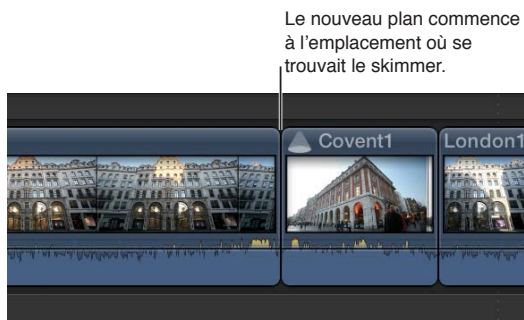 Le nouveau plan commence
à l’emplacement où se
trouvait le skimmer.
Covent1
London1